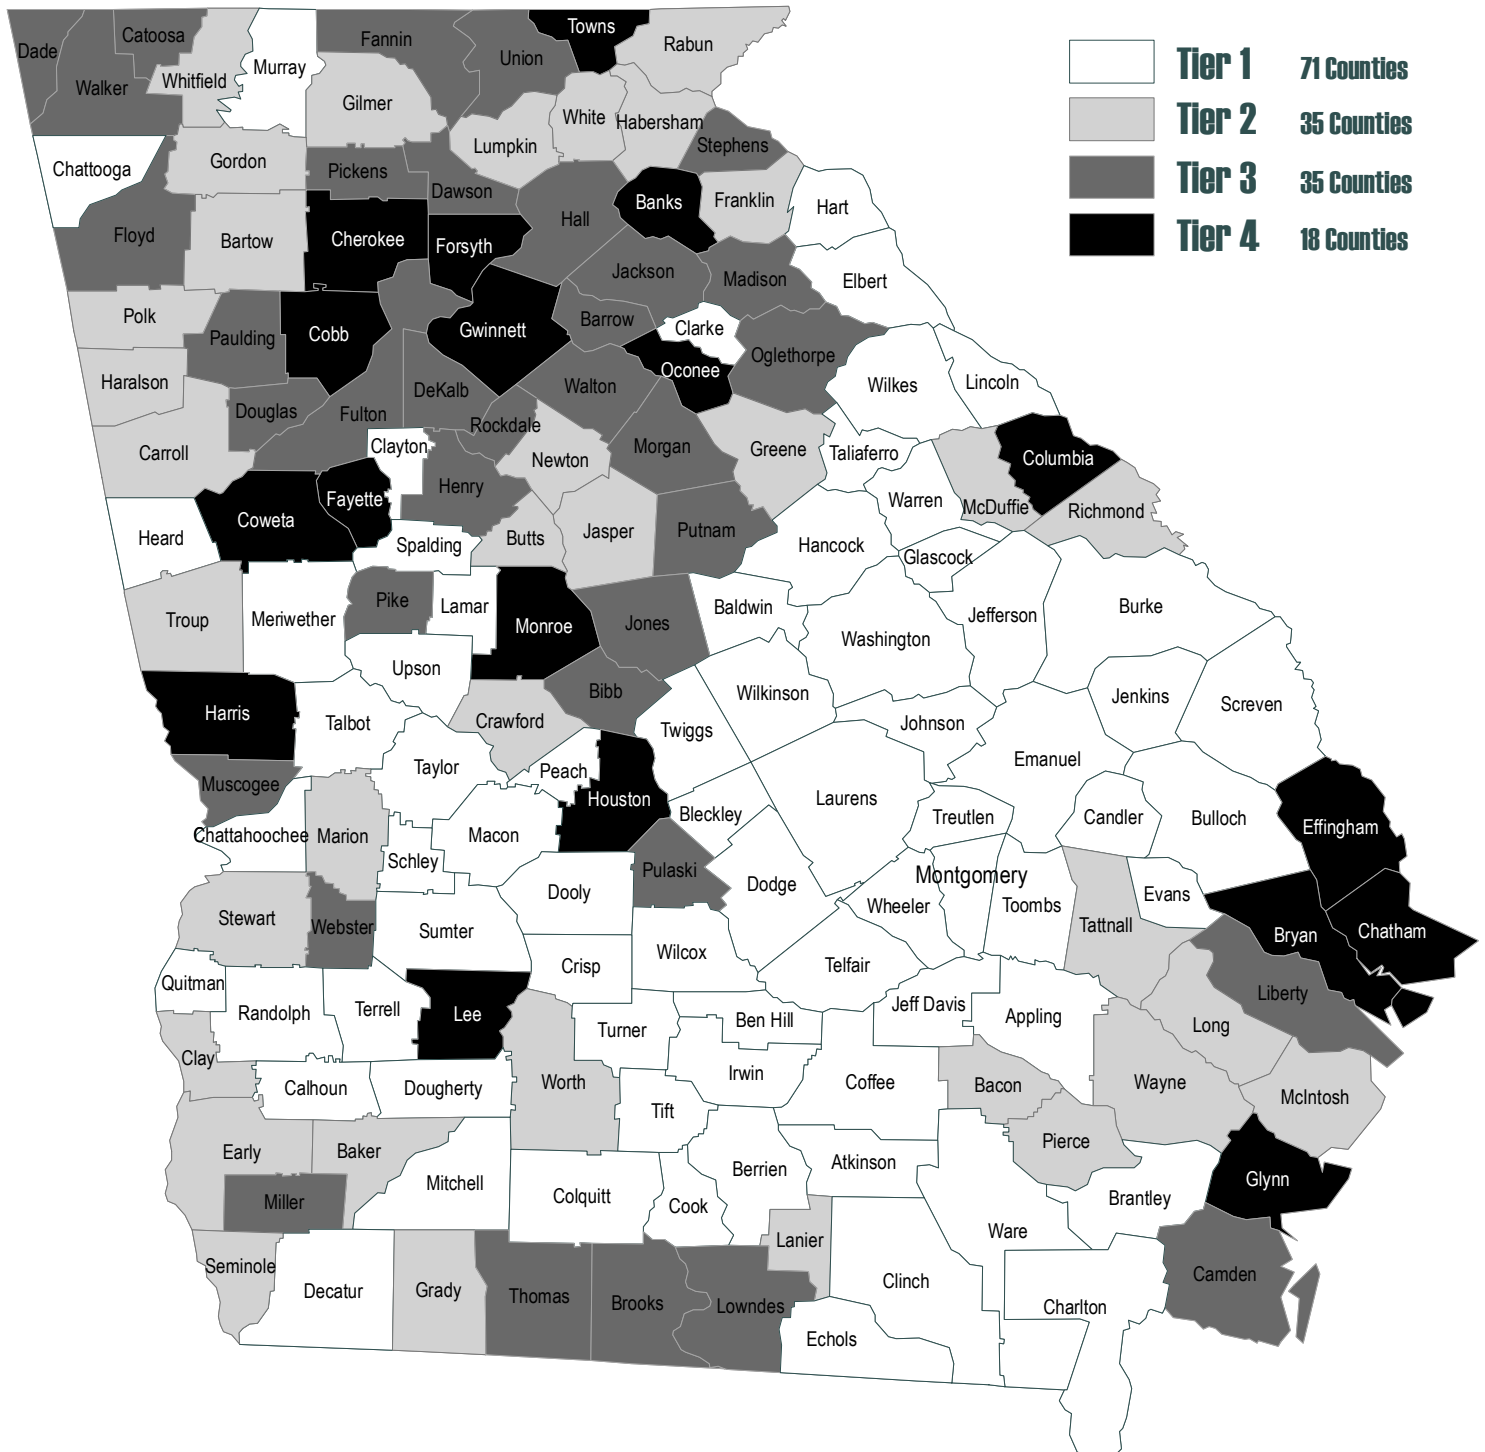 Towns
Catoosa
Fannin
Rabun
Dade
Union
Murray
Whitfield
Walker
Gilmer
White
Habersham
Lumpkin
Stephens
Gordon
Chattooga
Pickens
Dawson
Banks
Franklin
Hart
Hall
Floyd
Bartow
Cherokee
Forsyth
Jackson
Madison
Elbert
Polk
Barrow
Clarke
Gwinnett
Cobb
Paulding
Oglethorpe
Oconee
Haralson
Walton
DeKalb
Wilkes
Lincoln
Douglas
Fulton
Rockdale
Clayton
Morgan
Greene
Taliaferro
Carroll
Newton
Columbia
Henry
Fayette
Warren
McDuffie
Richmond
Coweta
Heard
Spalding
Butts
Jasper
Putnam
Hancock
Glascock
Pike
Lamar
Baldwin
Burke
Jefferson
Troup
Meriwether
Monroe
Jones
Washington
Upson
Bibb
Wilkinson
Jenkins
Screven
Harris
Talbot
Crawford
Twiggs
Johnson
Emanuel
Taylor
Peach
Muscogee
Houston
Laurens
Bleckley
Treutlen
Candler
Bulloch
Effingham
Chattahoochee
Marion
Macon
Schley
Pulaski
Dodge
Montgomery
Dooly
Evans
Wheeler
Toombs
Stewart
Webster
Sumter
Tattnall
Bryan
Chatham
Wilcox
Crisp
Telfair
Quitman
Liberty
Randolph
Terrell
Lee
Jeff Davis
Appling
Long
Turner
Ben Hill
Clay
Irwin
Coffee
Worth
Calhoun
Dougherty
Bacon
Wayne
McIntosh
Tift
Early
Baker
Pierce
Atkinson
Berrien
Mitchell
Colquitt
Cook
Glynn
Brantley
Miller
Ware
Lanier
Seminole
Decatur
Grady
Thomas
Brooks
Lowndes
Clinch
Camden
Charlton
Echols
Tier 1 71 Counties
Tier 2 35 Counties
Tier 3 35 Counties
Tier 4 18 Counties